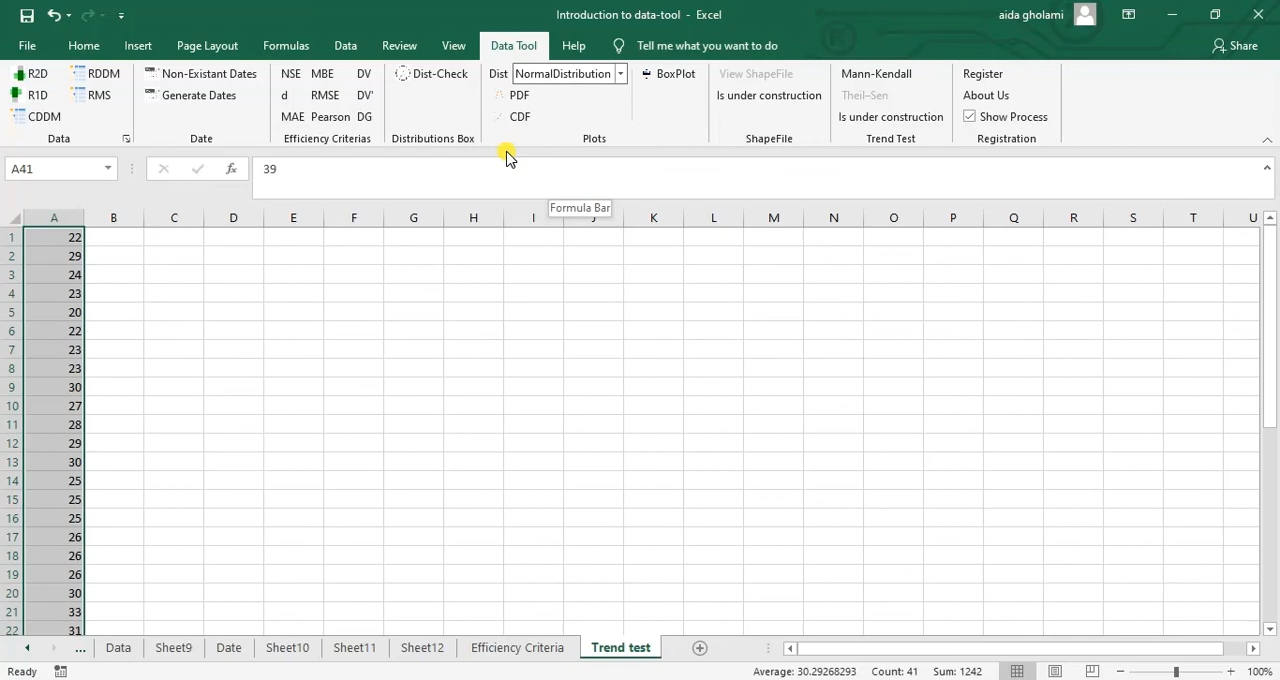 Introduction to data-tool - Excel
aida gholami
File Home Insert Page Layout Formulas Data Review View Data Tool Help Tell me what you want to do Share
R2D RDDM Non-Existant Dates NSE MBE DV Dist-Check Dist NormalDistribution BoxPlot View ShapeFile Mann-Kendall Register
R1D RMS Generate Dates d RMSE DV' PDF Is under construction Theil–Sen About Us
CDDM MAE Pearson DG CDF Is under construction Show Process
Data Date Efficiency Criterias Distributions Box Plots ShapeFile Trend Test Registration
A41 fx 39
Formula Bar
A B C D E F G H I J K L M N O P Q R S T U
1 22
2 29
3 24
4 23
5 20
6 22
7 23
8 23
9 30
10 27
11 28
12 29
13 30
14 25
15 25
16 25
17 26
18 26
19 26
20 30
21 33
22 31
... Data Sheet9 Date Sheet10 Sheet11 Sheet12 Efficiency Criteria Trend test
Ready Average: 30.29268293 Count: 41 Sum: 1242 100%